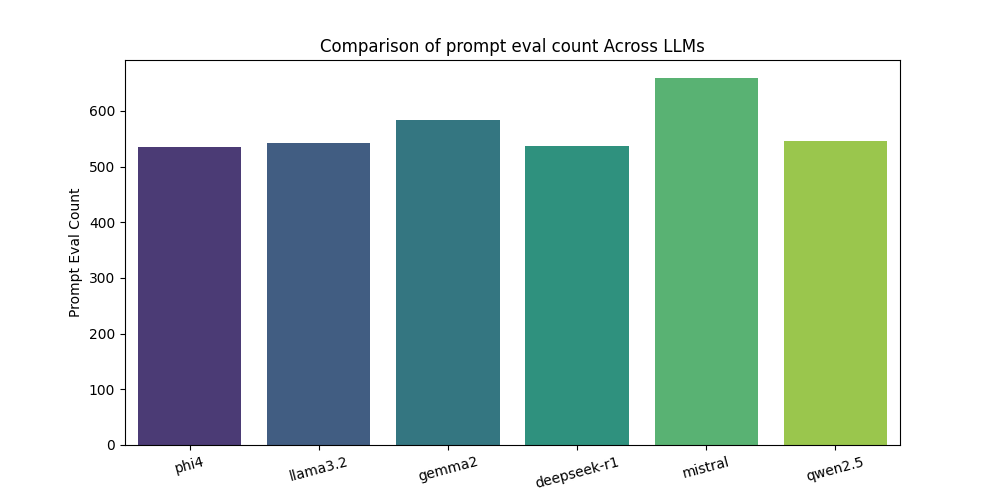 Comparison of prompt eval count Across LLMs
Prompt Eval Count
600
500
400
300
200
100
0
phi4
llama3.2
gemma2
deepseek-r1
mistral
qwen2.5